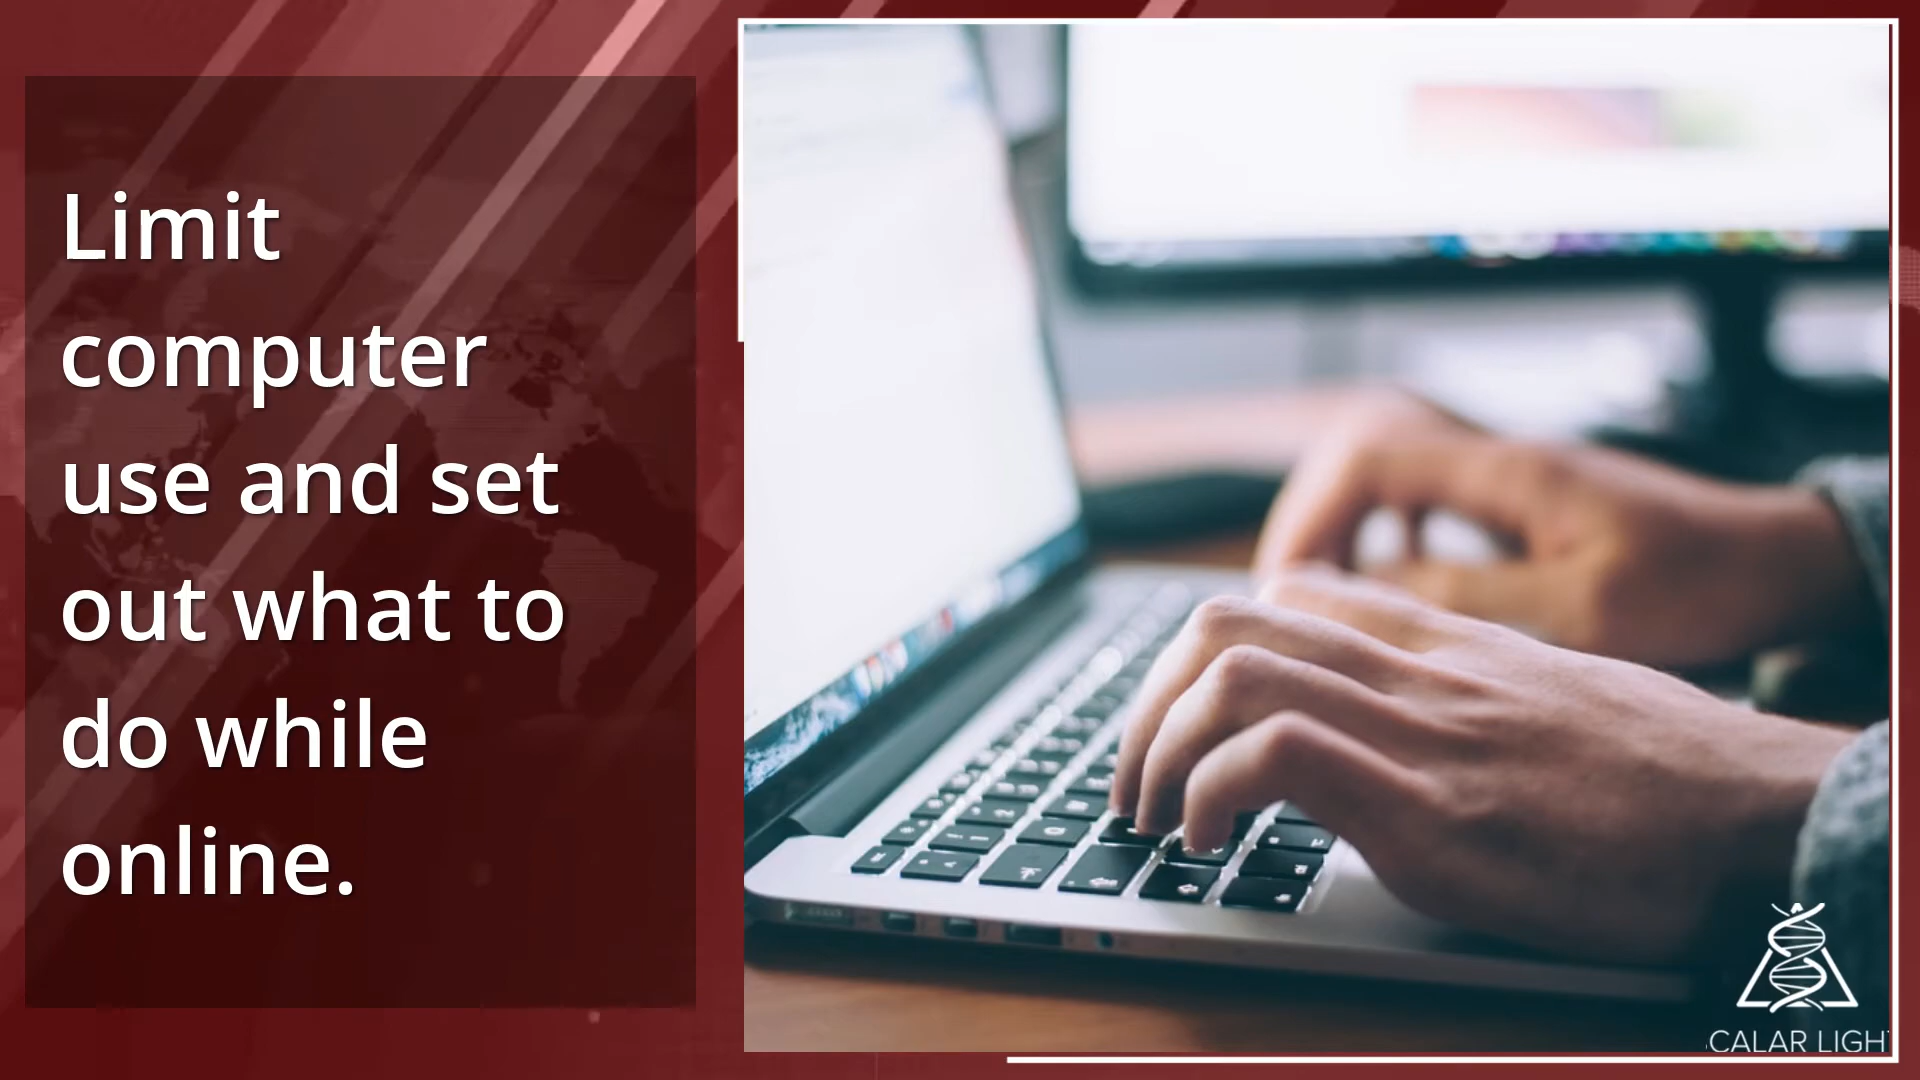 Limit
computer
use and set
out what to
do while
online.
CALAR LIGH